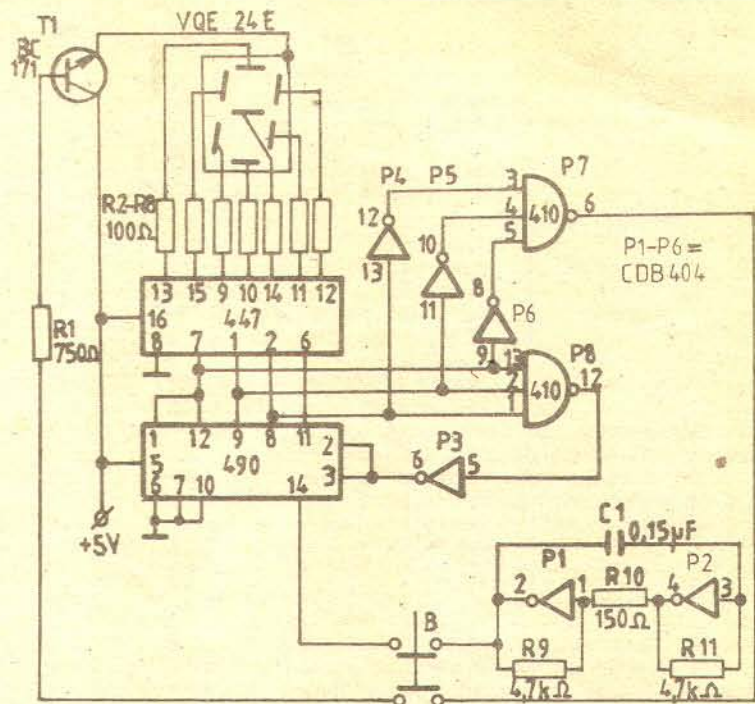 T1
BC
171
VQE 24E
R2-R8
100Ω
13 15 9 10 14 11 12
16 447
8 7 1 2 6
R1
750Ω
1 12 9 8 11
2
5 490
3
6 7 10 14
+5V
P4 P5 P7
12
13
10
11
8
P6
9
3
4
5
410
6
P1-P6=
CDB404
P8
13
2
1
410
12
P3
6 5
C1
0,15µF
P1
2 1
R10
150Ω
P2
4 3
R9
4,7kΩ
R11
4,7kΩ
B